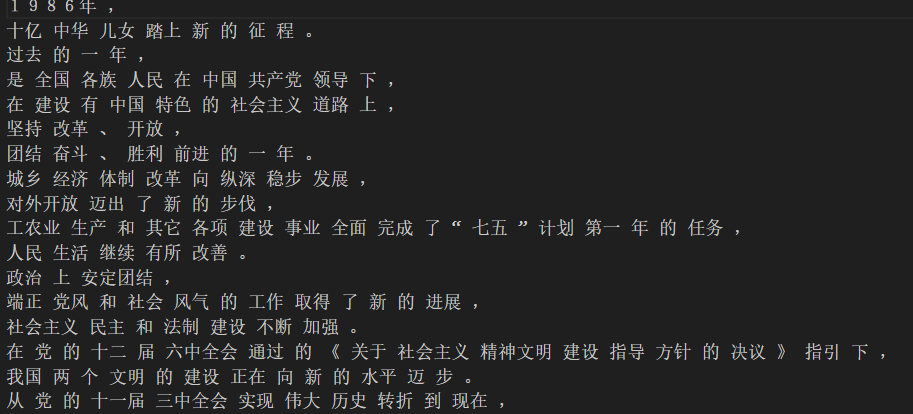 １９８６年 ，
十亿 中华 儿女 踏上 新 的 征 程 。
过去 的 一 年 ，
是 全国 各族 人民 在 中国 共产党 领导 下 ，
在 建设 有 中国 特色 的 社会主义 道路 上 ，
坚持 改革 、 开放 ，
团结 奋斗 、 胜利 前进 的 一 年 。
城乡 经济 体制 改革 向 纵深 稳步 发展 ，
对外开放 迈出 了 新 的 步伐 ，
工农业 生产 和 其它 各项 建设 事业 全面 完成 了 “ 七五 ” 计划 第一 年 的 任务 ，
人民 生活 继续 有所 改善 。
政治 上 安定团结 ，
端正 党风 和 社会 风气 的 工作 取得 了 新 的 进展 ，
社会主义 民主 和 法制 建设 不断 加强 。
在 党 的 十二 届 六中全会 通过 的 《 关于 社会主义 精神文明 建设 指导 方针 的 决议 》 指引 下 ，
我国 两 个 文明 的 建设 正在 向 新 的 水平 迈 步 。
从 党 的 十一届 三中全会 实现 伟大 历史 转折 到 现在 ，